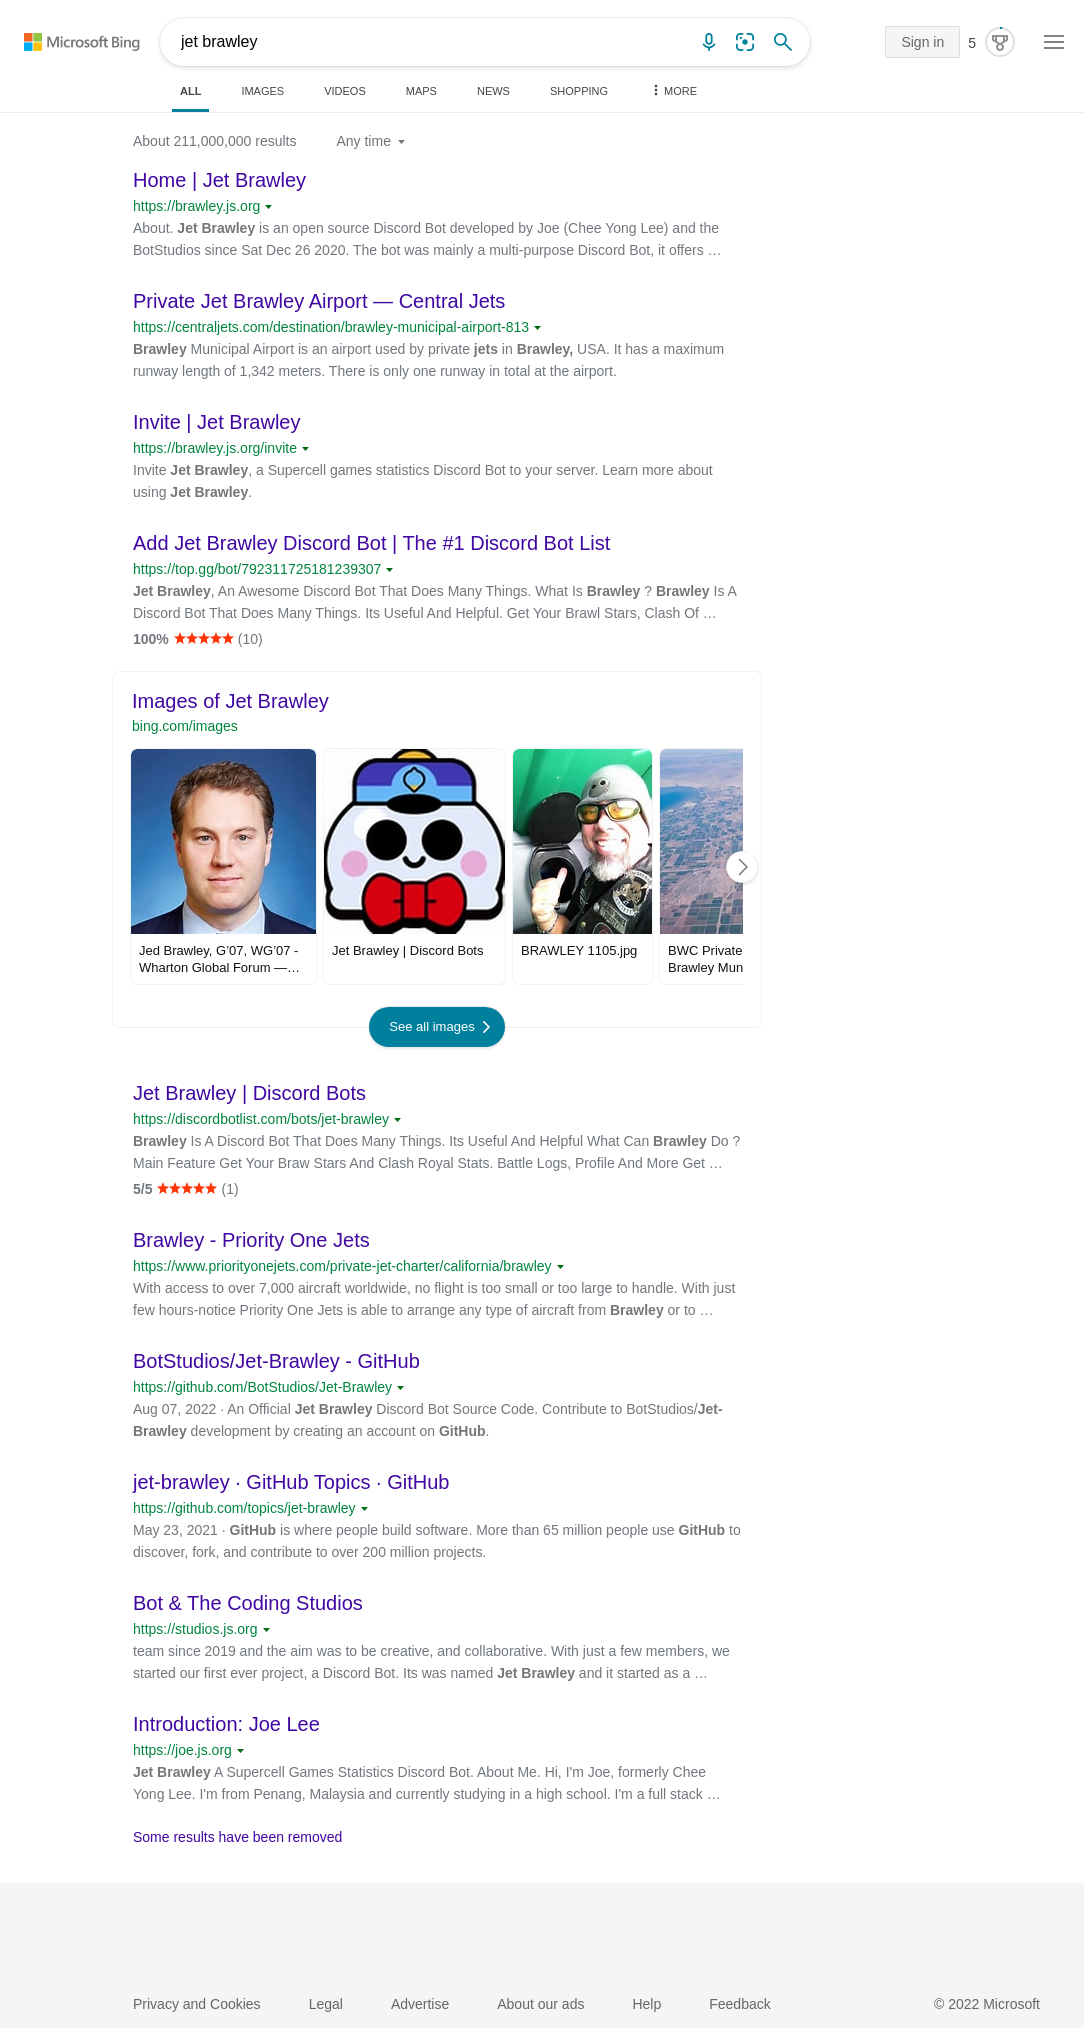 Microsoft Bing
jet brawley
Sign in
5
ALL IMAGES VIDEOS MAPS NEWS SHOPPING MORE
About 211,000,000 results Any time
Home | Jet Brawley
https://brawley.js.org
About. Jet Brawley is an open source Discord Bot developed by Joe (Chee Yong Lee) and the
BotStudios since Sat Dec 26 2020. The bot was mainly a multi-purpose Discord Bot, it offers …
Private Jet Brawley Airport — Central Jets
https://centraljets.com/destination/brawley-municipal-airport-813
Brawley Municipal Airport is an airport used by private jets in Brawley, USA. It has a maximum
runway length of 1,342 meters. There is only one runway in total at the airport.
Invite | Jet Brawley
https://brawley.js.org/invite
Invite Jet Brawley, a Supercell games statistics Discord Bot to your server. Learn more about
using Jet Brawley.
Add Jet Brawley Discord Bot | The #1 Discord Bot List
https://top.gg/bot/792311725181239307
Jet Brawley, An Awesome Discord Bot That Does Many Things. What Is Brawley ? Brawley Is A
Discord Bot That Does Many Things. Its Useful And Helpful. Get Your Brawl Stars, Clash Of …
100% ★★★★★ (10)
Images of Jet Brawley
bing.com/images
Jed Brawley, G’07, WG’07 -
Wharton Global Forum —…
Jet Brawley | Discord Bots
BRAWLEY 1105.jpg
BWC Private
Brawley Mun
See all images
Jet Brawley | Discord Bots
https://discordbotlist.com/bots/jet-brawley
Brawley Is A Discord Bot That Does Many Things. Its Useful And Helpful What Can Brawley Do ?
Main Feature Get Your Braw Stars And Clash Royal Stats. Battle Logs, Profile And More Get …
5/5 ★★★★★ (1)
Brawley - Priority One Jets
https://www.priorityonejets.com/private-jet-charter/california/brawley
With access to over 7,000 aircraft worldwide, no flight is too small or too large to handle. With just
few hours-notice Priority One Jets is able to arrange any type of aircraft from Brawley or to …
BotStudios/Jet-Brawley - GitHub
https://github.com/BotStudios/Jet-Brawley
Aug 07, 2022 · An Official Jet Brawley Discord Bot Source Code. Contribute to BotStudios/Jet-
Brawley development by creating an account on GitHub.
jet-brawley · GitHub Topics · GitHub
https://github.com/topics/jet-brawley
May 23, 2021 · GitHub is where people build software. More than 65 million people use GitHub to
discover, fork, and contribute to over 200 million projects.
Bot & The Coding Studios
https://studios.js.org
team since 2019 and the aim was to be creative, and collaborative. With just a few members, we
started our first ever project, a Discord Bot. Its was named Jet Brawley and it started as a …
Introduction: Joe Lee
https://joe.js.org
Jet Brawley A Supercell Games Statistics Discord Bot. About Me. Hi, I'm Joe, formerly Chee
Yong Lee. I'm from Penang, Malaysia and currently studying in a high school. I'm a full stack …
Some results have been removed
Privacy and Cookies Legal Advertise About our ads Help Feedback © 2022 Microsoft